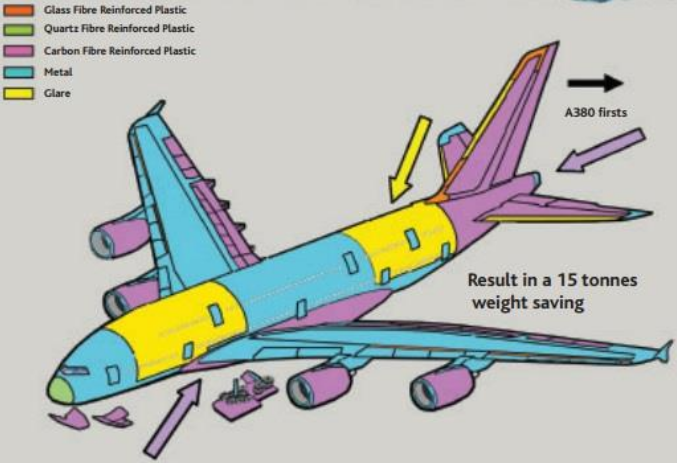 Glass Fibre Reinforced Plastic
Quartz Fibre Reinforced Plastic
Carbon Fibre Reinforced Plastic
Metal
Glare
A380 firsts
Result in a 15 tonnes
weight saving